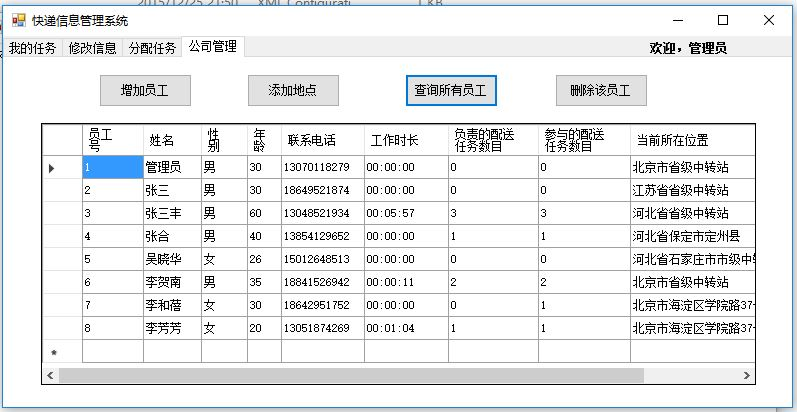 快递信息管理系统
我的任务 修改信息 分配任务 公司管理 欢迎，管理员
增加员工 添加地点 查询所有员工 删除该员工
员工号 姓名 性别 年龄 联系电话 工作时长 负责的配送任务数目 参与的配送任务数目 当前所在位置
1 管理员 男 30 13070118279 00:00:00 0 0 北京市省级中转站
2 张三 男 30 18649521874 00:00:00 0 0 江苏省省级中转站
3 张三丰 男 60 13048521934 00:05:57 3 3 河北省省级中转站
4 张合 男 40 13854129652 00:00:00 1 1 河北省保定市定州县
5 吴晓华 女 26 15012648513 00:00:00 0 0 河北省石家庄市市级中转
6 李贺南 男 35 18841526942 00:00:11 2 2 北京市省级中转站
7 李和蓓 女 30 18642951752 00:00:00 0 1 北京市海淀区学院路37
8 李芳芳 女 20 13051874269 00:01:04 1 1 北京市海淀区学院路37